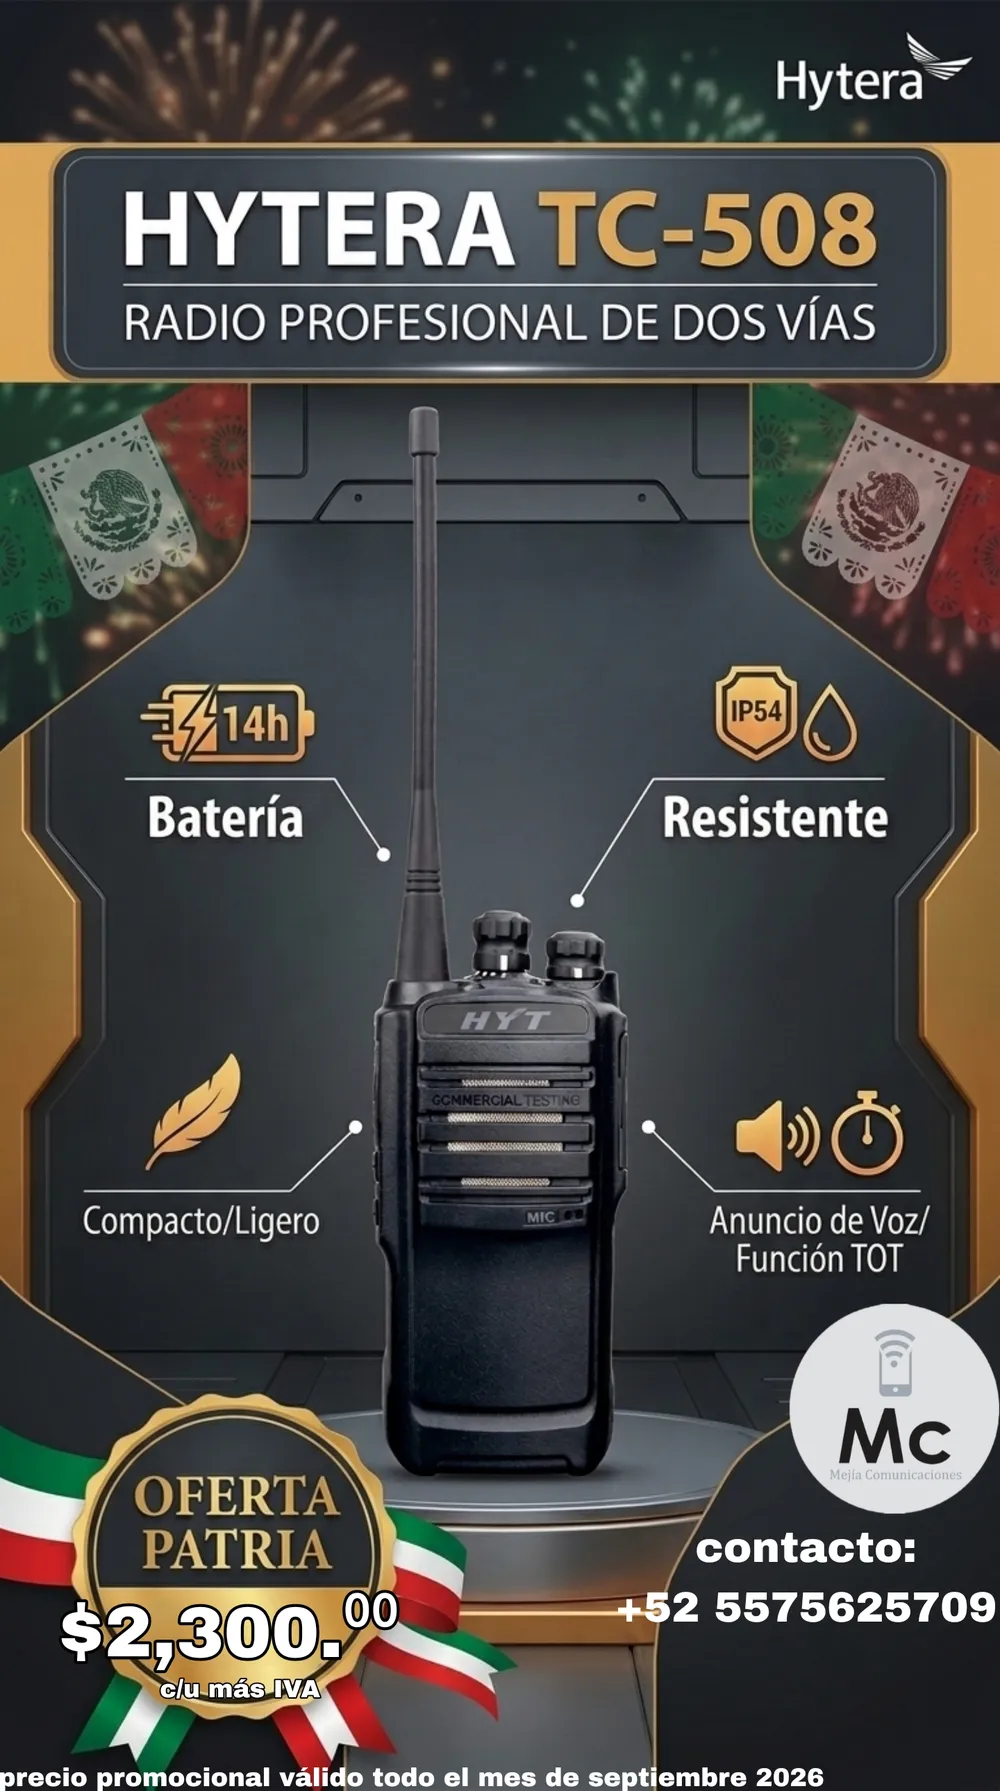 Hytera
HYTERA TC-508
RADIO PROFESIONAL DE DOS VÍAS
14h
Batería
IP54
Resistente
HYT
COMMERCIAL TESTING
MIC
Compacto/Ligero
Anuncio de Voz/
Función TOT
Mc
Mejía Comunicaciones
OFERTA
PATRIA
$2,300.00
c/u más IVA
contacto:
+52 5575625709
precio promocional válido todo el mes de septiembre 2026